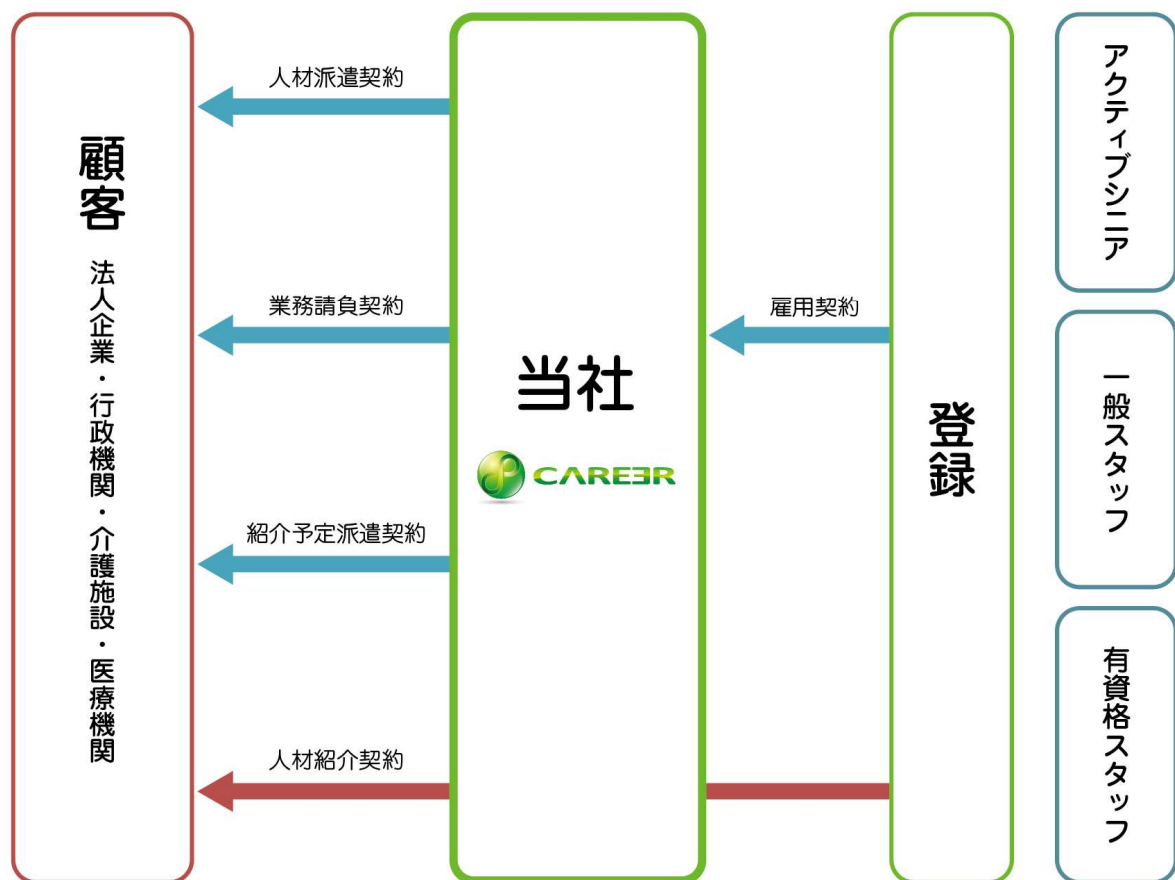 顧客
法人企業・行政機関・介護施設・医療機関
人材派遣契約
業務請負契約
紹介予定派遣契約
人材紹介契約
当社
CAREER
雇用契約
登録
アクティブシニア
一般スタッフ
有資格スタッフ